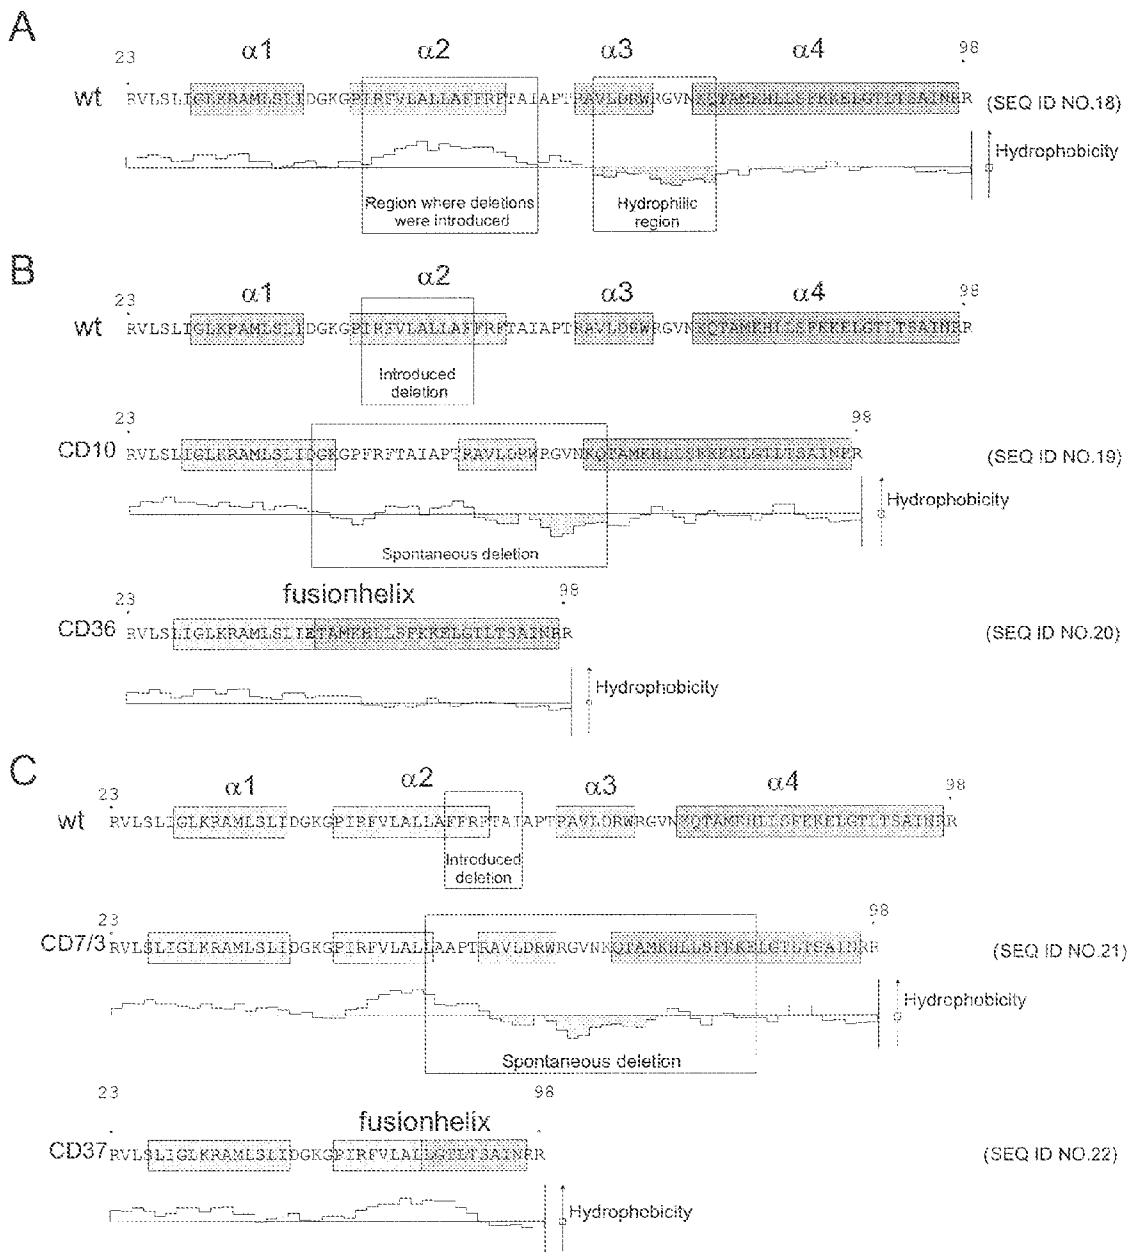 A
α1 α2 α3 α4
23 98
wt RVLSLIGLKRAMLSLIDGKGPIRFVLALLAFFRFTAIAPTRAVLDRWRGVNKQTAMKHLLSFKKELGTLTSAINRR (SEQ ID NO.18)
Hydrophobicity
Region where deletions
were introduced
Hydrophilic
region
B
α1 α2 α3 α4
23 98
wt RVLSLIGLKRAMLSLIDGKGPIRFVLALLAFFRFTAIAPTRAVLDRWRGVNKQTAMKHLLSFKKELGTLTSAINRR
Introduced
deletion
23 98
CD10 RVLSLIGLKRAMLSLIDGKGPFRFTAIAPTRAVLDRWRGVNKQTAMKHLLSFKKELGTLTSAINRR (SEQ ID NO.19)
Hydrophobicity
Spontaneous deletion
fusionhelix
23 98
CD36 RVLSLIGLKRAMLSLIETAMKHLLSFKKELGTLTSAINRR (SEQ ID NO.20)
Hydrophobicity
C
α1 α2 α3 α4
23 98
wt RVLSLIGLKRAMLSLIDGKGPIRFVLALLAFFRFTAIAPTRAVLDRWRGVNKQTAMKHLLSFKKELGTLTSAINRR
Introduced
deletion
23 98
CD7/3 RVLSLIGLKRAMLSLIDGKGPIRFVLALLAAPTRAVLDRWRGVNKQTAMKHLLSFKKELGTLTSAINRR (SEQ ID NO.21)
Hydrophobicity
Spontaneous deletion
23 98
fusionhelix
CD37 RVLSLIGLKRAMLSLIDGKGPIRFVLALLGTLTSAINRR (SEQ ID NO.22)
Hydrophobicity